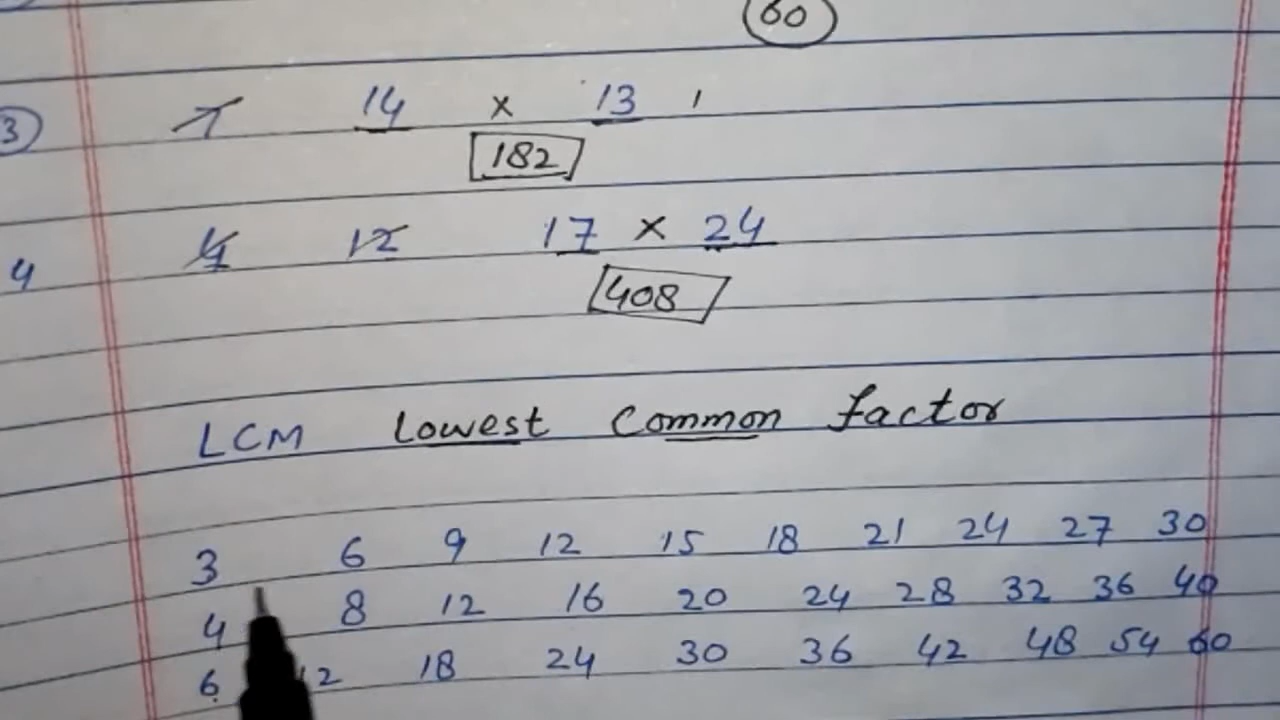 60
3 7 14 x 13 1
182
4 4 12 17 x 24
408
LCM Lowest Common factor
3 6 9 12 15 18 21 24 27 30
4 8 12 16 20 24 28 32 36 40
6 12 18 24 30 36 42 48 54 60